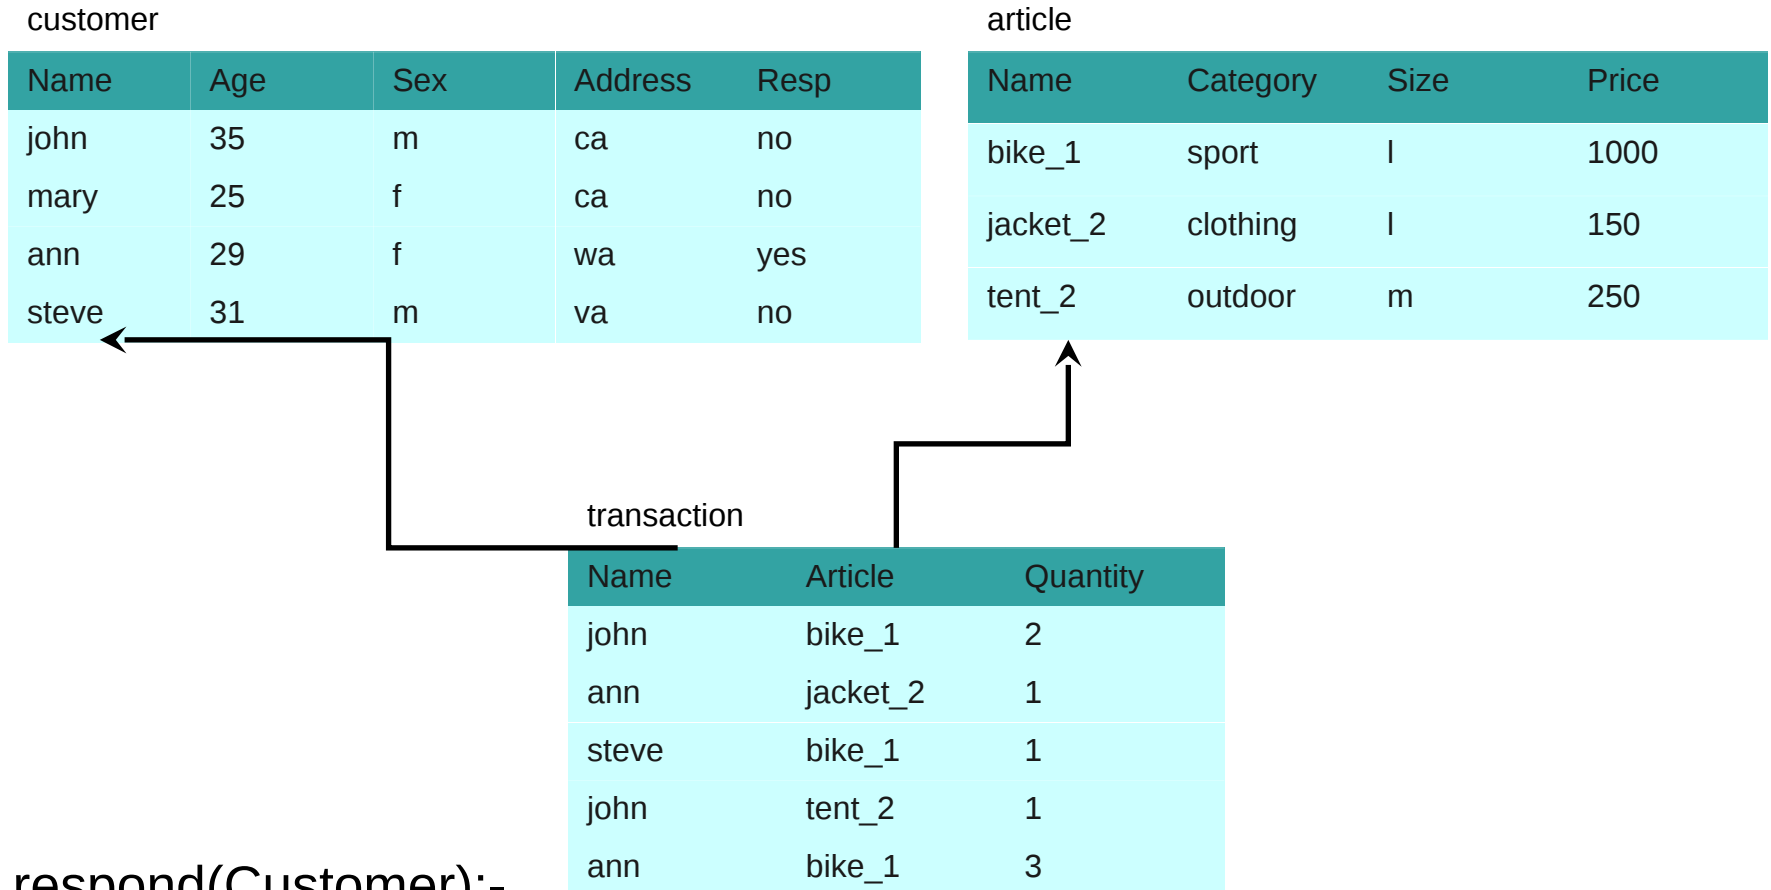 customer
Name Age Sex Address Resp
john 35 m ca no
mary 25 f ca no
ann 29 f wa yes
steve 31 m va no
article
Name Category Size Price
bike_1 sport l 1000
jacket_2 clothing l 150
tent_2 outdoor m 250
transaction
Name Article Quantity
john bike_1 2
ann jacket_2 1
steve bike_1 1
john tent_2 1
ann bike_1 3
respond(Customer):-